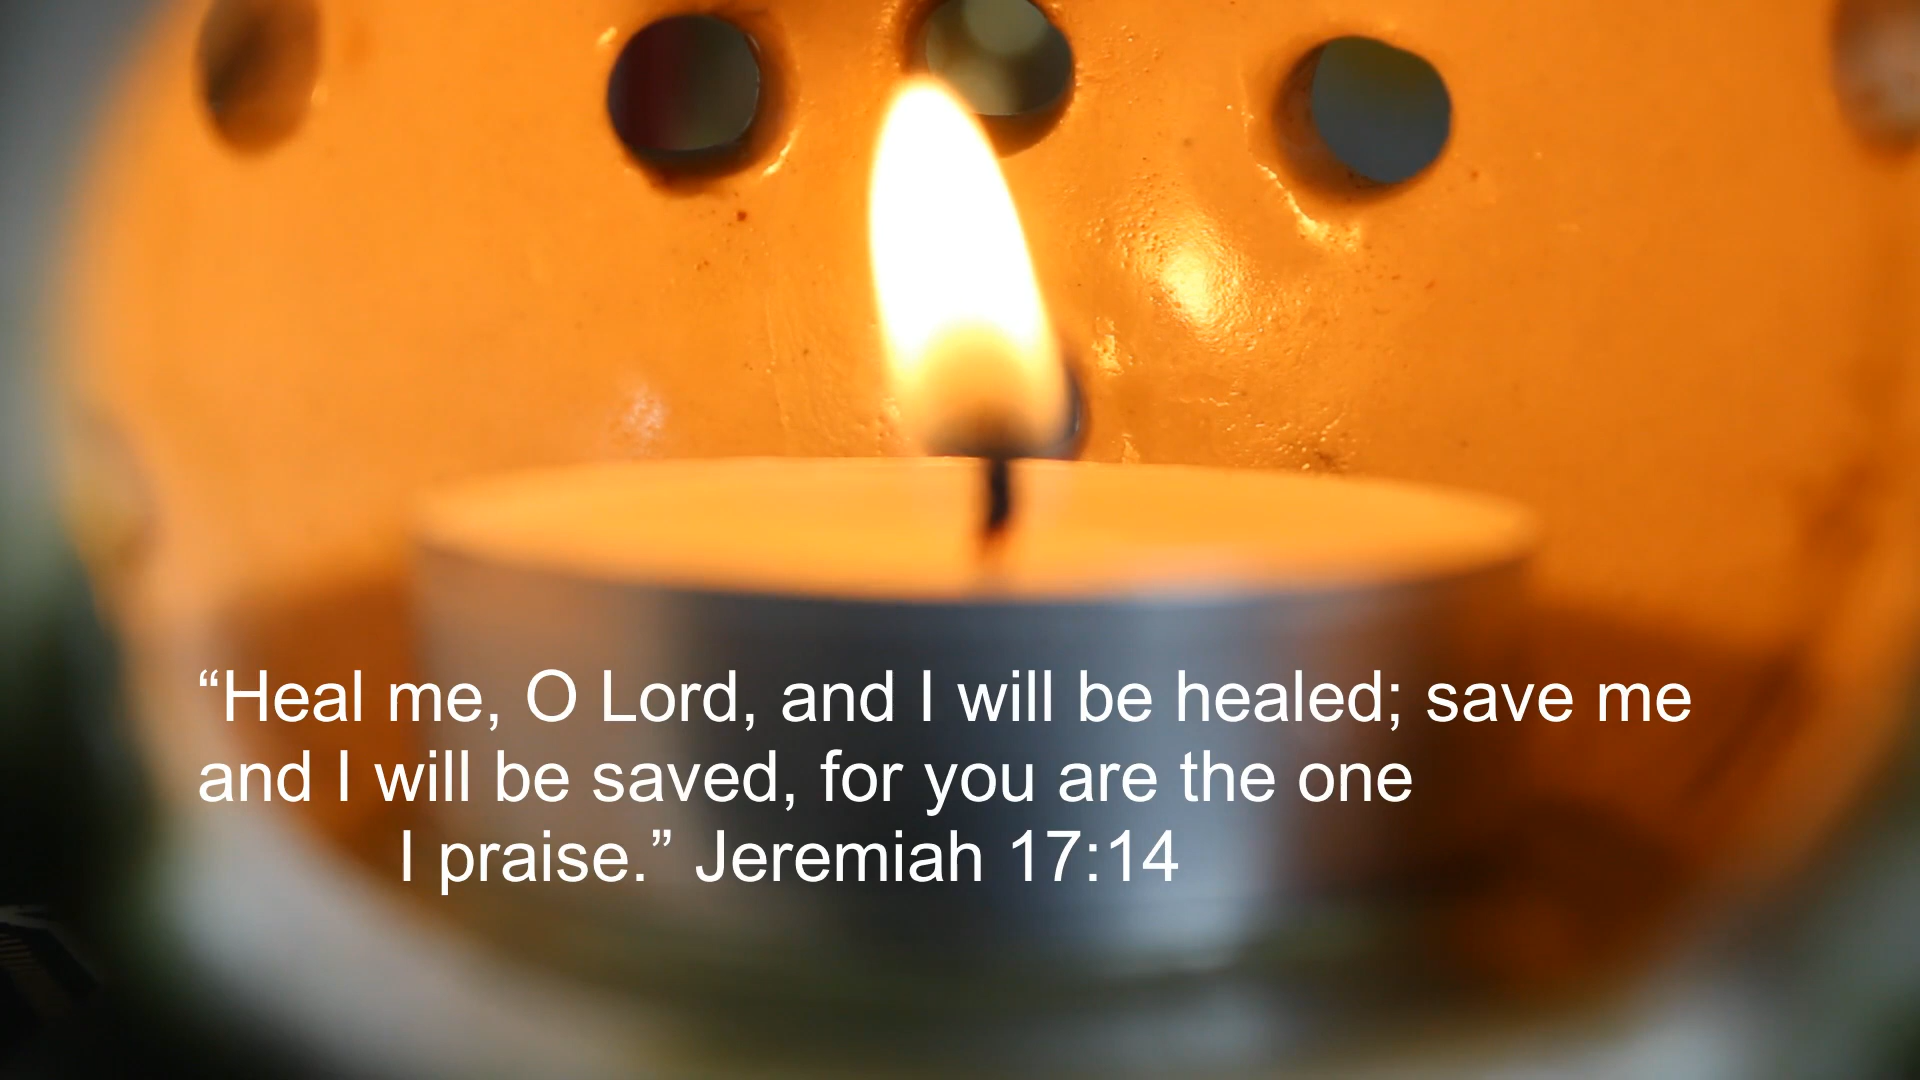 “Heal me, O Lord, and I will be healed; save me
and I will be saved, for you are the one
I praise.” Jeremiah 17:14